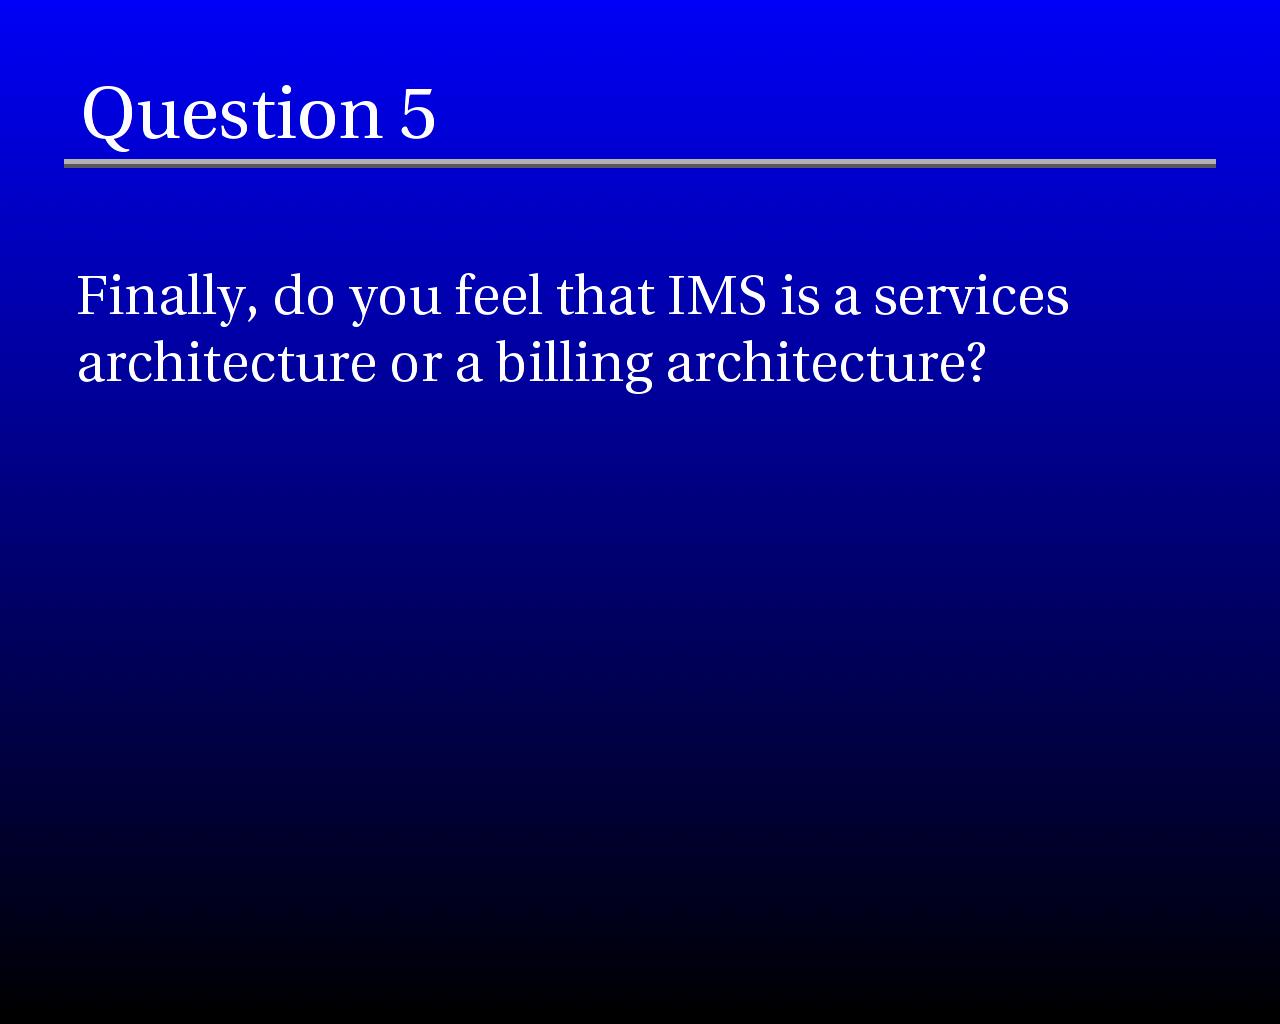 Question 5
Finally, do you feel that IMS is a services
architecture or a billing architecture?